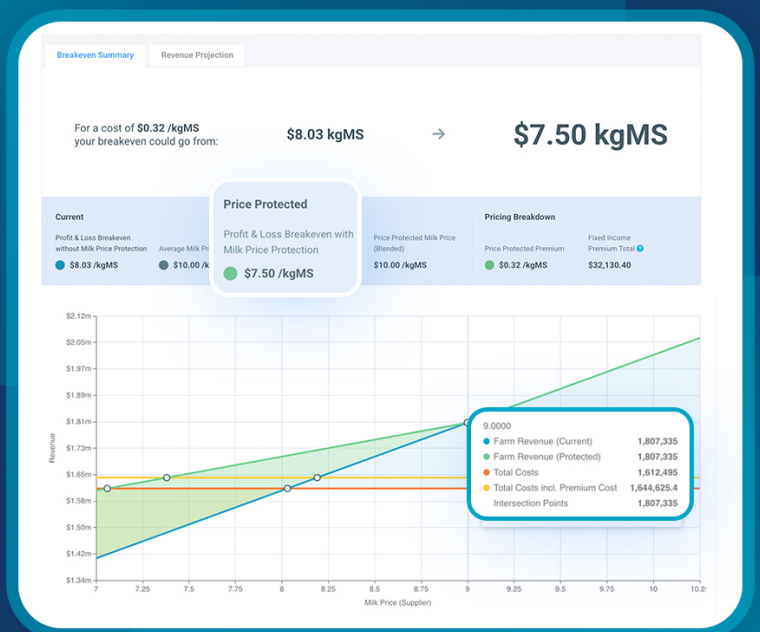 Breakeven Summary
Revenue Projection
For a cost of $0.32 /kgMS
your breakeven could go from:
$8.03 kgMS
→
$7.50 kgMS
Current
Profit & Loss Breakeven
without Milk Price Protection
$8.03 /kgMS
Average Milk Pr
$10.00 /k
Price Protected
Profit & Loss Breakeven with
Milk Price Protection
$7.50 /kgMS
Price Protected Milk Price
(Blended)
$10.00 /kgMS
Pricing Breakdown
Price Protected Premium
$0.32 /kgMS
Fixed Income
Premium Total ?
$32,130.40
$2.12m
$2.05m
$1.97m
$1.89m
$1.81m
$1.73m
$1.65m
$1.58m
$1.50m
$1.42m
$1.34m
Revenue
9.0000
Farm Revenue (Current) 1,807,335
Farm Revenue (Protected) 1,807,335
Total Costs 1,612,495
Total Costs incl. Premium Cost 1,644,625.4
Intersection Points 1,807,335
7 7.25 7.5 7.75 8 8.25 8.5 8.75 9 9.25 9.5 9.75 10 10.2
Milk Price (Supplier)